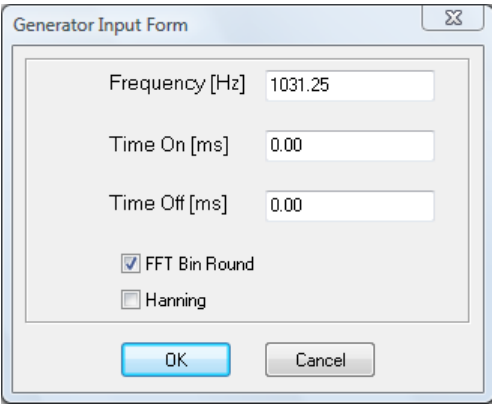 Generator Input Form
Frequency [Hz] 1031.25
Time On [ms] 0.00
Time Off [ms] 0.00
FFT Bin Round
Hanning
OK Cancel